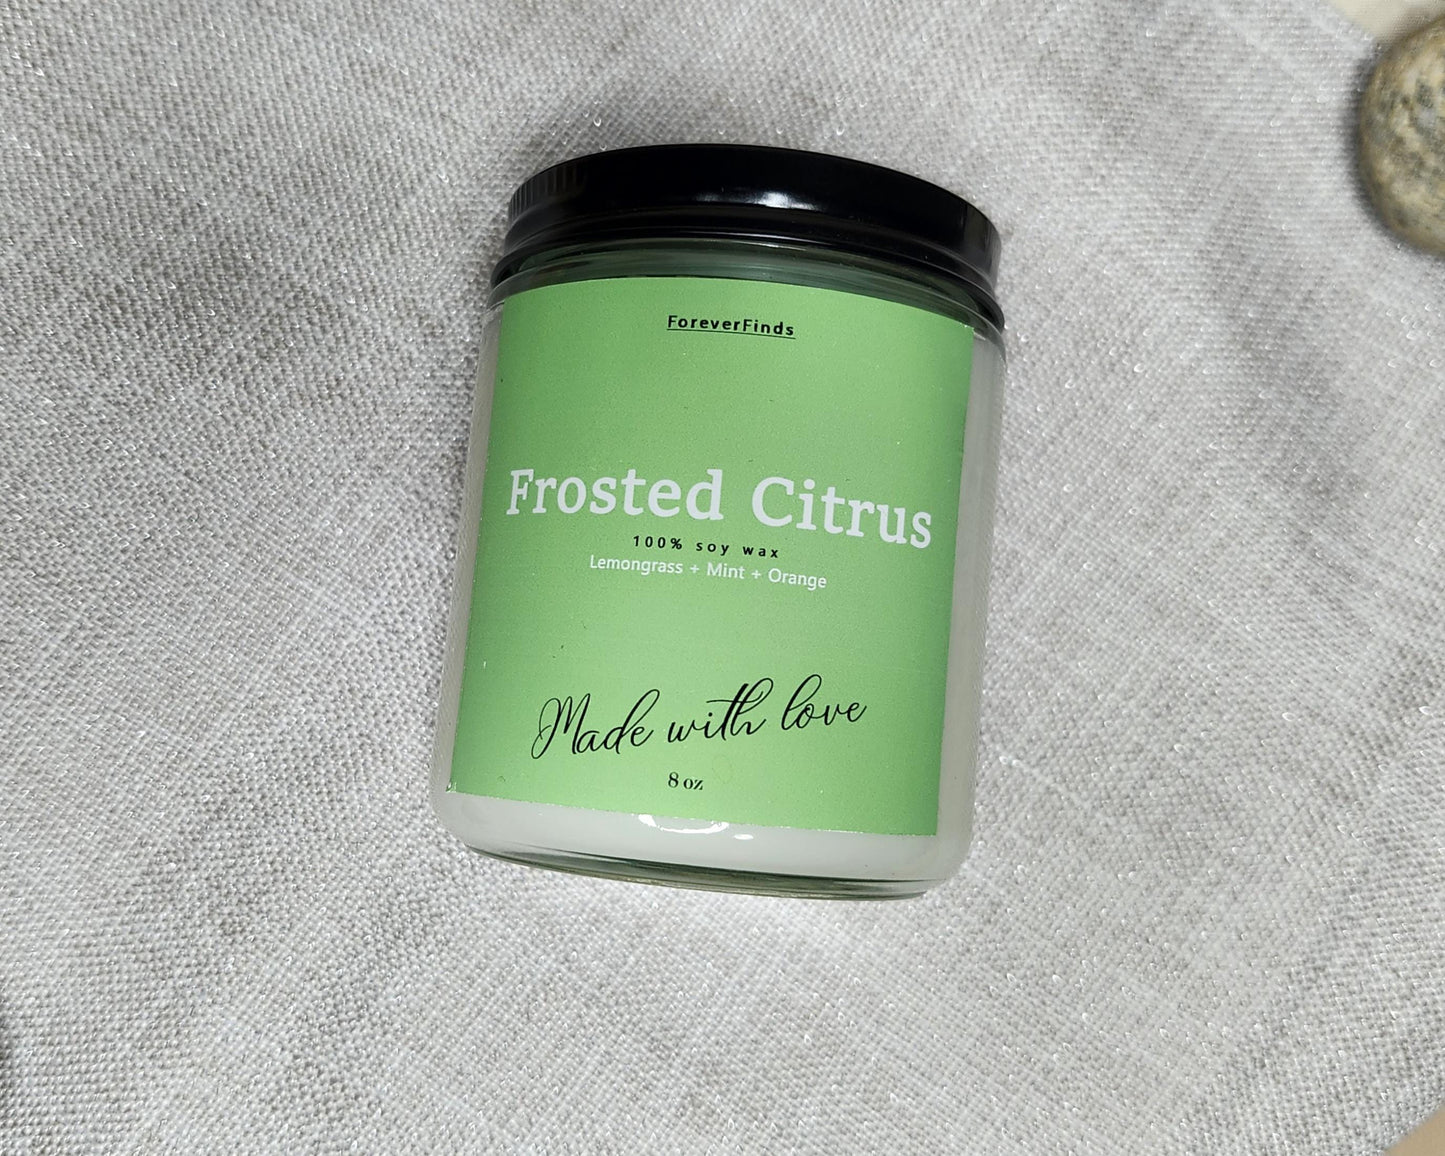 ForeverFinds
Frosted Citrus
100% soy wax
Lemongrass + Mint + Orange
Made with love
8 oz